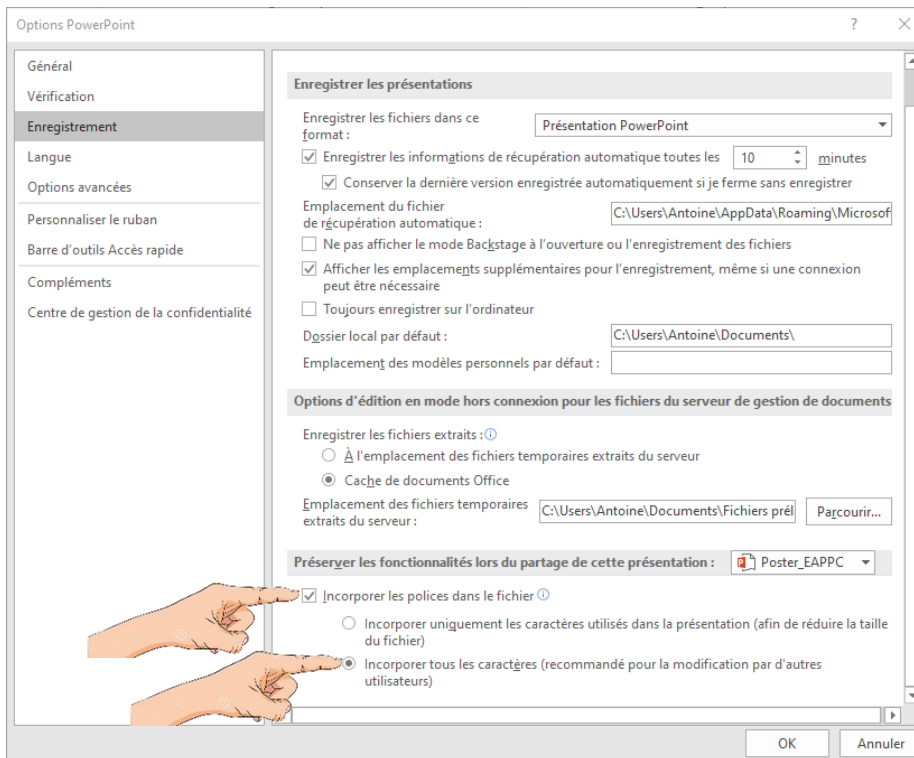 Options PowerPoint
?
Général
Vérification
Enregistrement
Langue
Options avancées
Personnaliser le ruban
Barre d'outils Accès rapide
Compléments
Centre de gestion de la confidentialité
Enregistrer les présentations
Enregistrer les fichiers dans ce
format :
Présentation PowerPoint
Enregistrer les informations de récupération automatique toutes les 10 minutes
Conserver la dernière version enregistrée automatiquement si je ferme sans enregistrer
Emplacement du fichier
de récupération automatique :
C:\Users\Antoine\AppData\Roaming\Microsof
Ne pas afficher le mode Backstage à l'ouverture ou l'enregistrement des fichiers
Afficher les emplacements supplémentaires pour l'enregistrement, même si une connexion
peut être nécessaire
Toujours enregistrer sur l'ordinateur
Dossier local par défaut : C:\Users\Antoine\Documents\
Emplacement des modèles personnels par défaut :
Options d'édition en mode hors connexion pour les fichiers du serveur de gestion de documents
Enregistrer les fichiers extraits :
À l'emplacement des fichiers temporaires extraits du serveur
Cache de documents Office
Emplacement des fichiers temporaires
extraits du serveur :
C:\Users\Antoine\Documents\Fichiers prél
Parcourir...
Préserver les fonctionnalités lors du partage de cette présentation : Poster_EAPPC
Incorporer les polices dans le fichier
Incorporer uniquement les caractères utilisés dans la présentation (afin de réduire la taille
du fichier)
Incorporer tous les caractères (recommandé pour la modification par d'autres
utilisateurs)
OK
Annuler